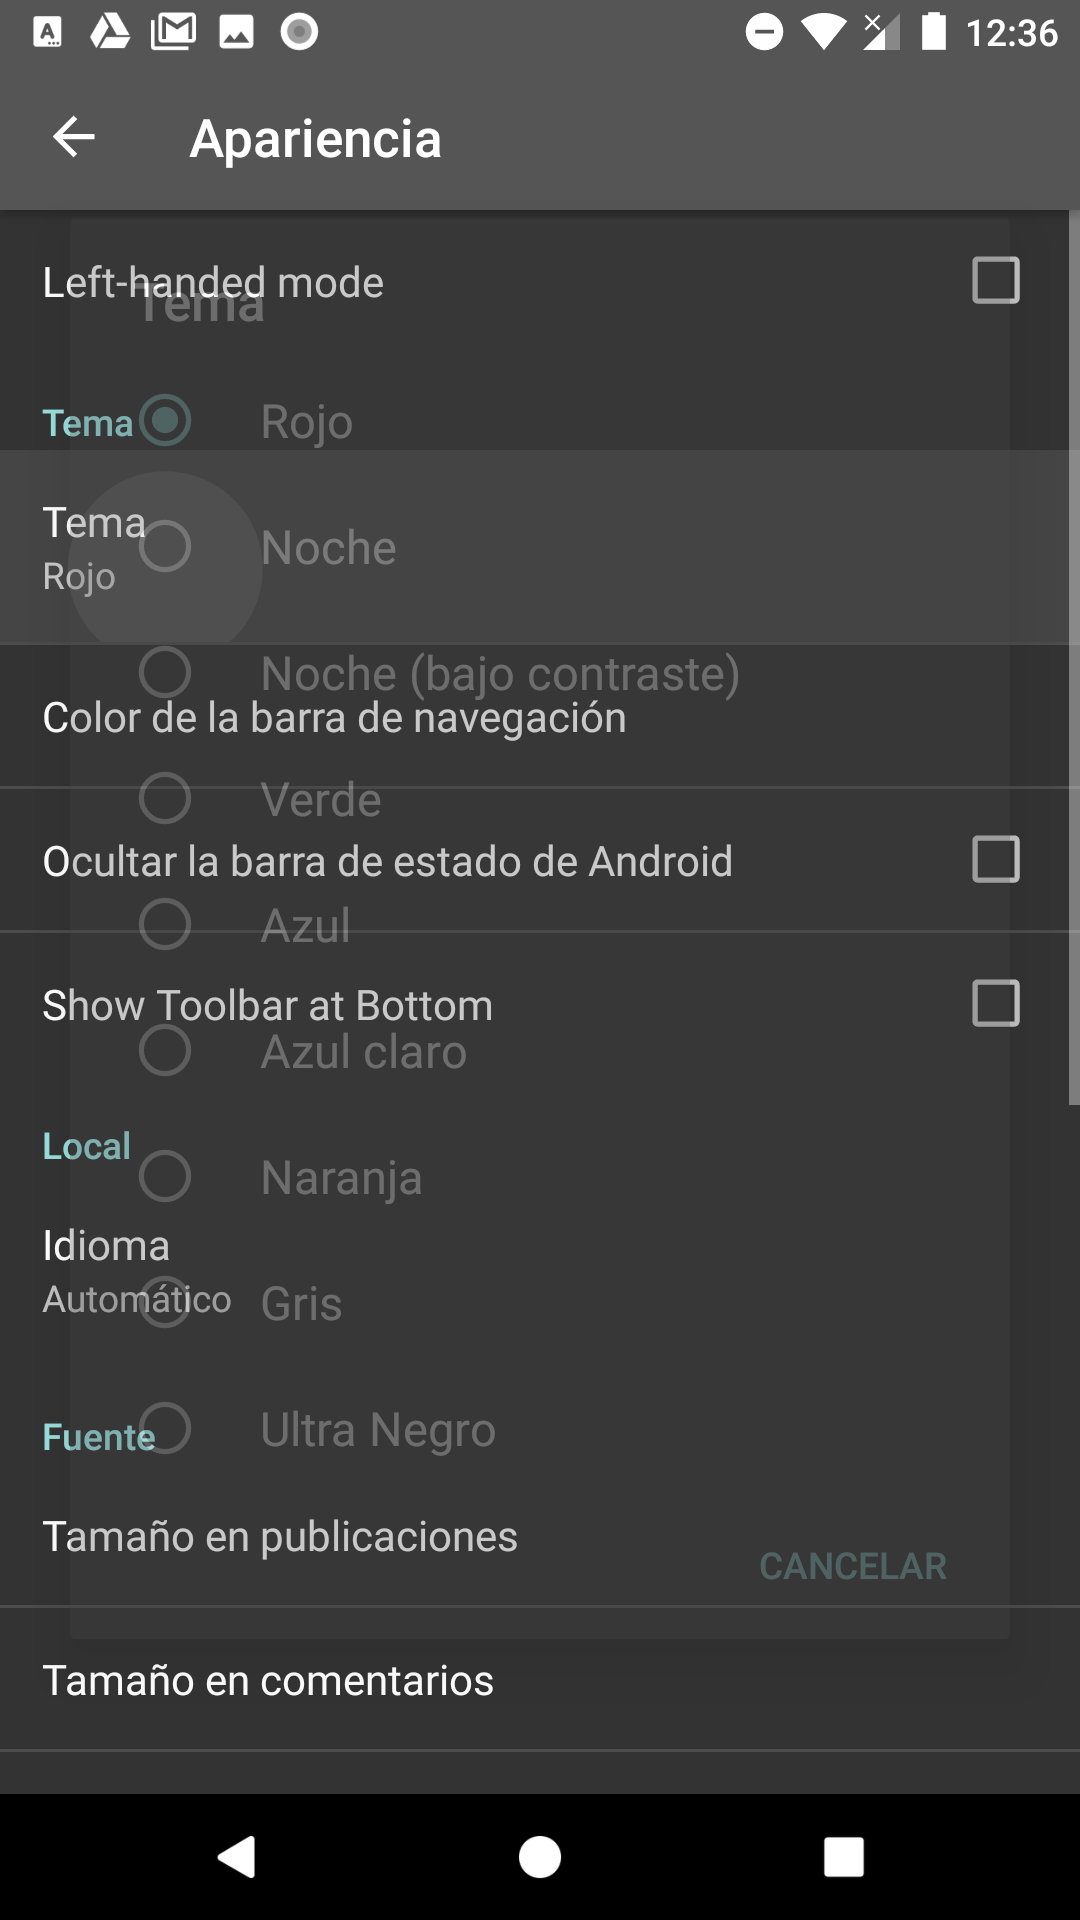 12:36
Apariencia
Left-handed mode
Tema
Tema
Rojo
Tema
Rojo
Noche
Noche (bajo contraste)
Color de la barra de navegación
Verde
Ocultar la barra de estado de Android
Azul
Show Toolbar at Bottom
Azul claro
Local
Naranja
Idioma
Automático
Gris
Fuente
Ultra Negro
Tamaño en publicaciones
CANCELAR
Tamaño en comentarios